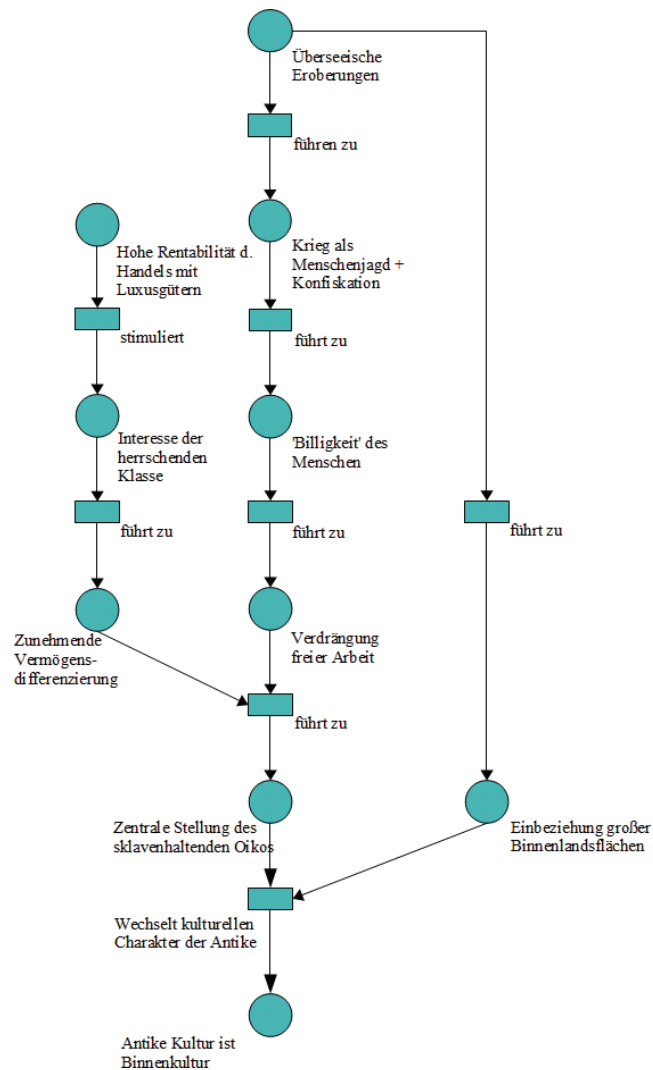 Überseeische
Eroberungen
führen zu
Hohe Rentabilität d.
Handels mit
Luxusgütern
Krieg als
Menschenjagd +
Konfiskation
stimuliert
führt zu
Interesse der
herrschenden
Klasse
'Billigkeit' des
Menschen
führt zu
führt zu
führt zu
Zunehmende
Vermögens-
differenzierung
Verdrängung
freier Arbeit
führt zu
Zentrale Stellung des
sklavenhaltenden Oikos
Einbeziehung großer
Binnenlandsflächen
Wechselt kulturellen
Charakter der Antike
Antike Kultur ist
Binnenkultur